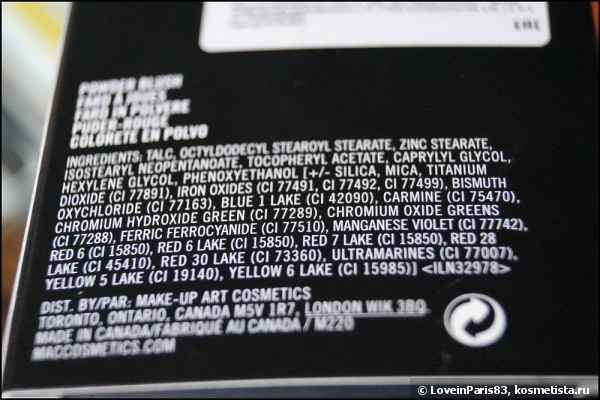 EAC
POWDER BLUSH
FARD À JOUES
FARD IN POLVERE
PUDER-ROUGE
COLORETE EN POLVO
INGREDIENTS: TALC, OCTYLDODECYL STEAROYL STEARATE, ZINC STEARATE,
ISOSTEARYL NEOPENTANOATE, TOCOPHERYL ACETATE, CAPRYLYL GLYCOL,
HEXYLENE GLYCOL, PHENOXYETHANOL [+/- SILICA, MICA, TITANIUM
DIOXIDE (CI 77891), IRON OXIDES (CI 77491, CI 77492, CI 77499), BISMUTH
OXYCHLORIDE (CI 77163), BLUE 1 LAKE (CI 42090), CARMINE (CI 75470),
CHROMIUM HYDROXIDE GREEN (CI 77289), CHROMIUM OXIDE GREENS
(CI 77288), FERRIC FERROCYANIDE (CI 77510), MANGANESE VIOLET (CI 77742),
RED 6 (CI 15850), RED 6 LAKE (CI 15850), RED 7 LAKE (CI 15850), RED 28
LAKE (CI 45410), RED 30 LAKE (CI 73360), ULTRAMARINES (CI 77007),
YELLOW 5 LAKE (CI 19140), YELLOW 6 LAKE (CI 15985)] <ILN32978>
DIST. BY/PAR: MAKE-UP ART COSMETICS
TORONTO, ONTARIO, CANADA M5V 1R7, LONDON W1K 3BQ.
MADE IN CANADA/FABRIQUÉ AU CANADA / M220
MACCOSMETICS.COM
© LoveinParis83, kosmetista.ru